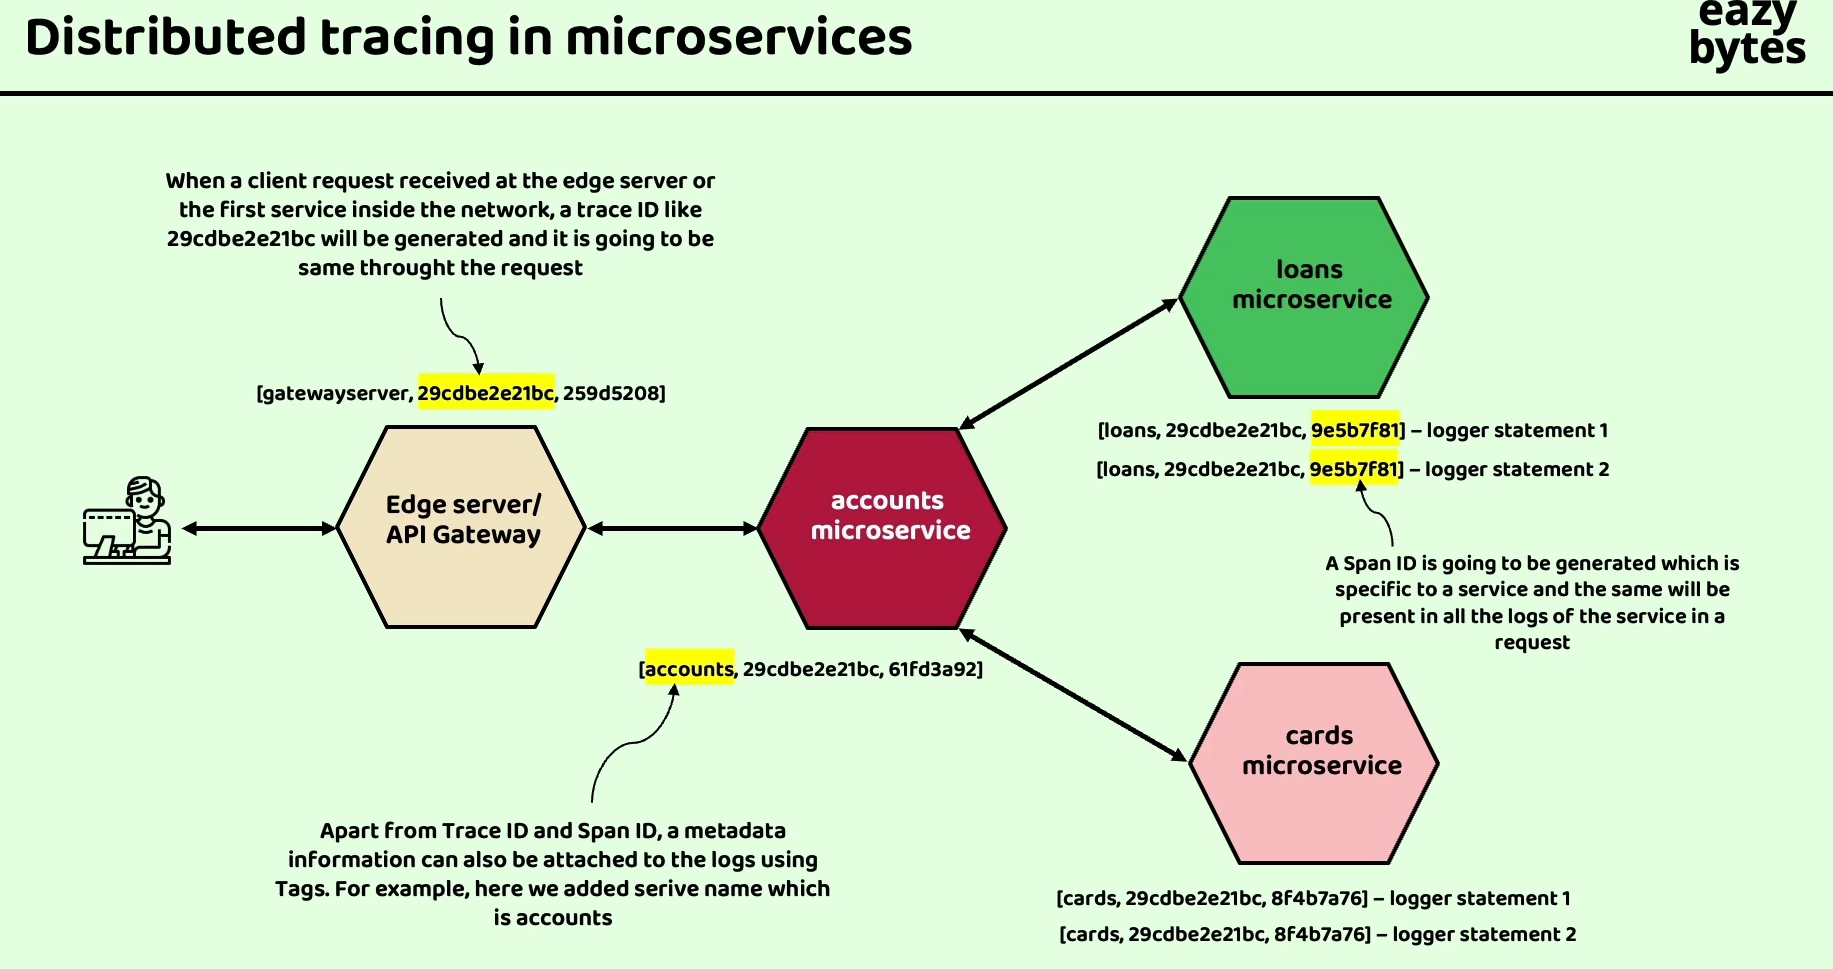 Distributed tracing in microservices
eazy
bytes
When a client request received at the edge server or
the first service inside the network, a trace ID like
29cdbe2e21bc will be generated and it is going to be
same throught the request
[gatewayserver, 29cdbe2e21bc, 259d5208]
Edge server/
API Gateway
accounts
microservice
[accounts, 29cdbe2e21bc, 61fd3a92]
Apart from Trace ID and Span ID, a metadata
information can also be attached to the logs using
Tags. For example, here we added serive name which
is accounts
loans
microservice
[loans, 29cdbe2e21bc, 9e5b7f81] – logger statement 1
[loans, 29cdbe2e21bc, 9e5b7f81] – logger statement 2
A Span ID is going to be generated which is
specific to a service and the same will be
present in all the logs of the service in a
request
cards
microservice
[cards, 29cdbe2e21bc, 8f4b7a76] – logger statement 1
[cards, 29cdbe2e21bc, 8f4b7a76] – logger statement 2